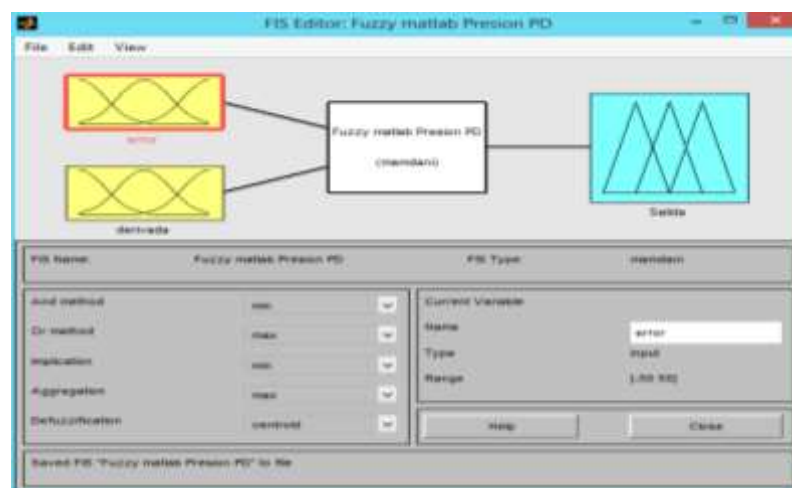 FIS Editor: Fuzzy matlab Presion PD
File Edit View
error
derivada
Fuzzy matlab Presion PD
(mamdani)
Salida
FIS Name: Fuzzy matlab Presion PD FIS Type: mamdani
And method min
Or method max
Implication min
Aggregation max
Defuzzification centroid
Current Variable
Name error
Type input
Range
Help Close
Saved FIS "Fuzzy matlab Presion PD" to file